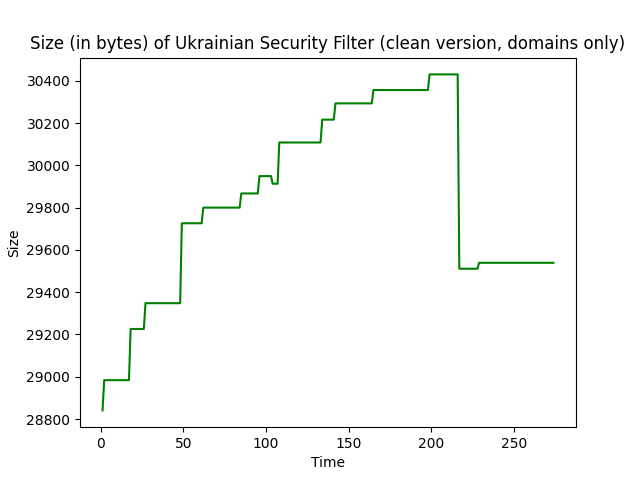 Size (in bytes) of Ukrainian Security Filter (clean version, domains only)
30400
30200
30000
29800
29600
29400
29200
29000
28800
Size
0 50 100 150 200 250
Time